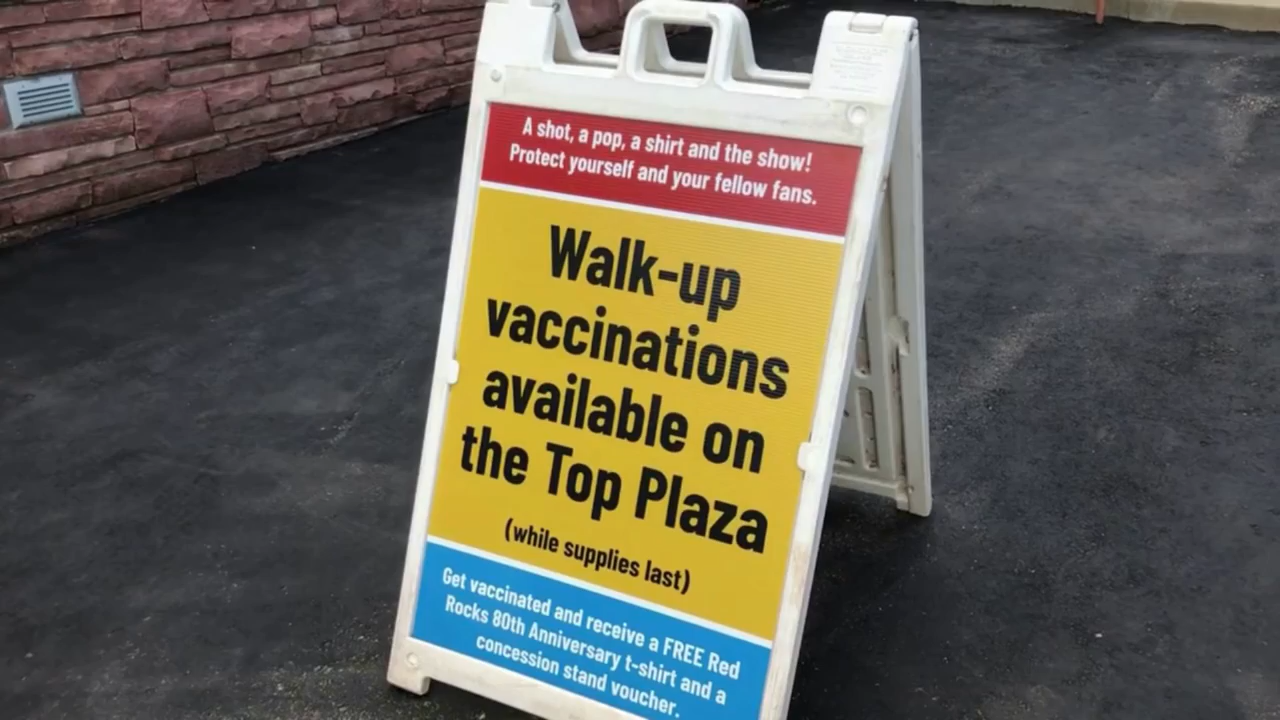 A shot, a pop, a shirt and the show!
Protect yourself and your fellow fans.
Walk-up
vaccinations
available on
the Top Plaza
(while supplies last)
Get vaccinated and receive a FREE Red
Rocks 80th Anniversary t-shirt and a
concession stand voucher.